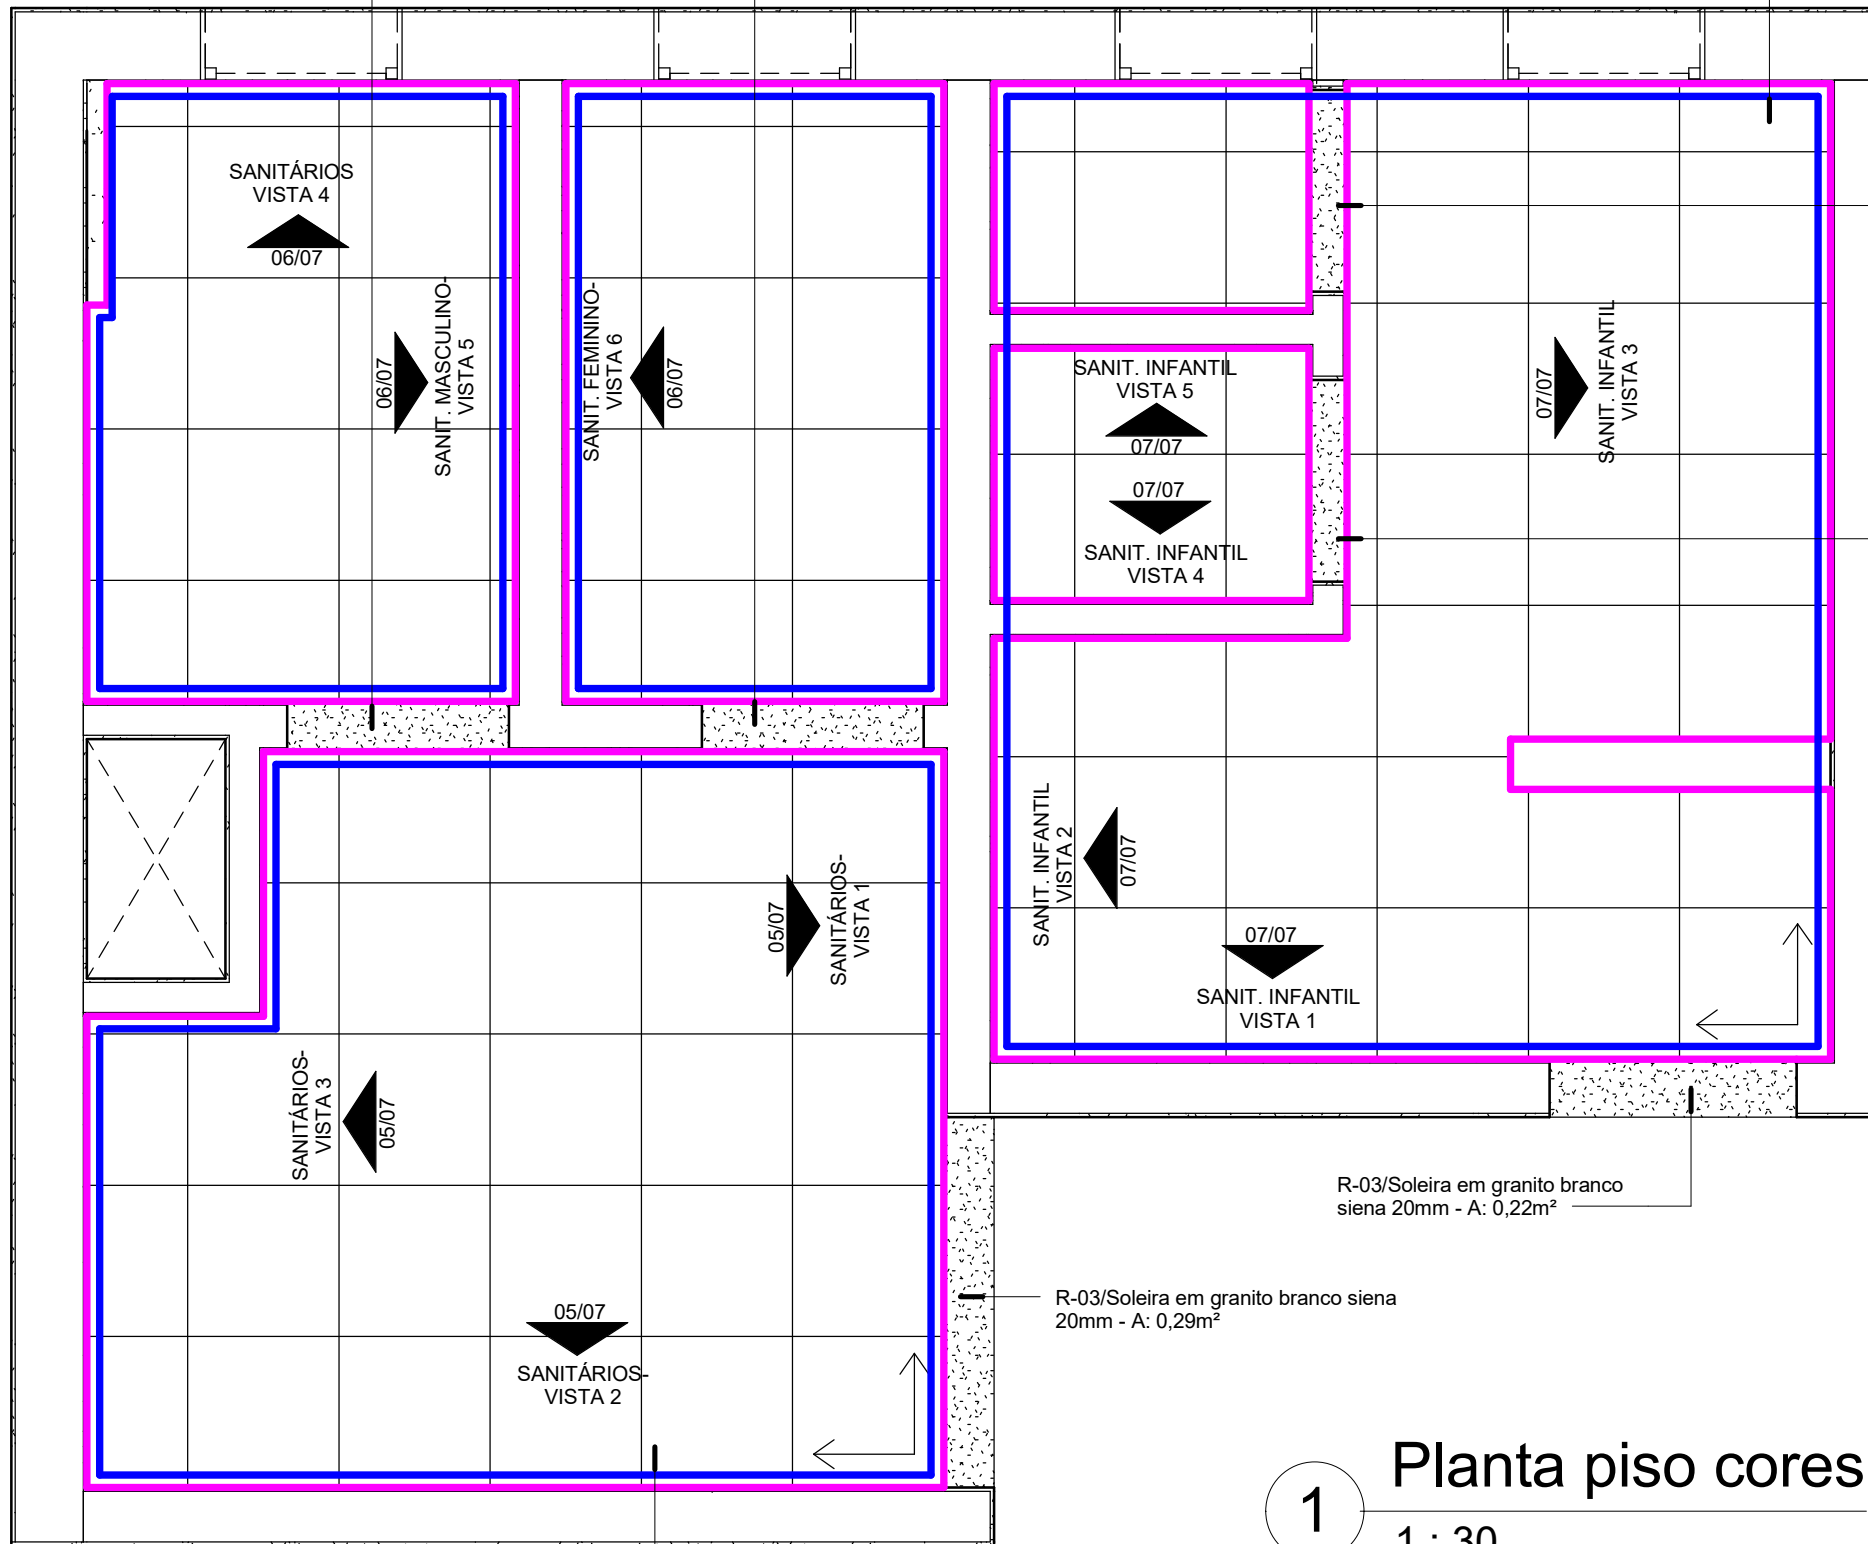 SANITÁRIOS
VISTA 4
06/07
06/07
SANIT. MASCULINO-
VISTA 5
SANIT. FEMININO-
VISTA 6
06/07
SANIT. INFANTIL
VISTA 5
07/07
07/07
SANIT. INFANTIL
VISTA 4
07/07
SANIT. INFANTIL
VISTA 3
SANIT. INFANTIL
VISTA 2
07/07
07/07
SANIT. INFANTIL
VISTA 1
05/07
SANITÁRIOS-
VISTA 1
SANITÁRIOS-
VISTA 3
05/07
05/07
SANITÁRIOS-
VISTA 2
R-03/Soleira em granito branco
siena 20mm - A: 0,22m²
R-03/Soleira em granito branco siena
20mm - A: 0,29m²
1
Planta piso cores
1 : 30